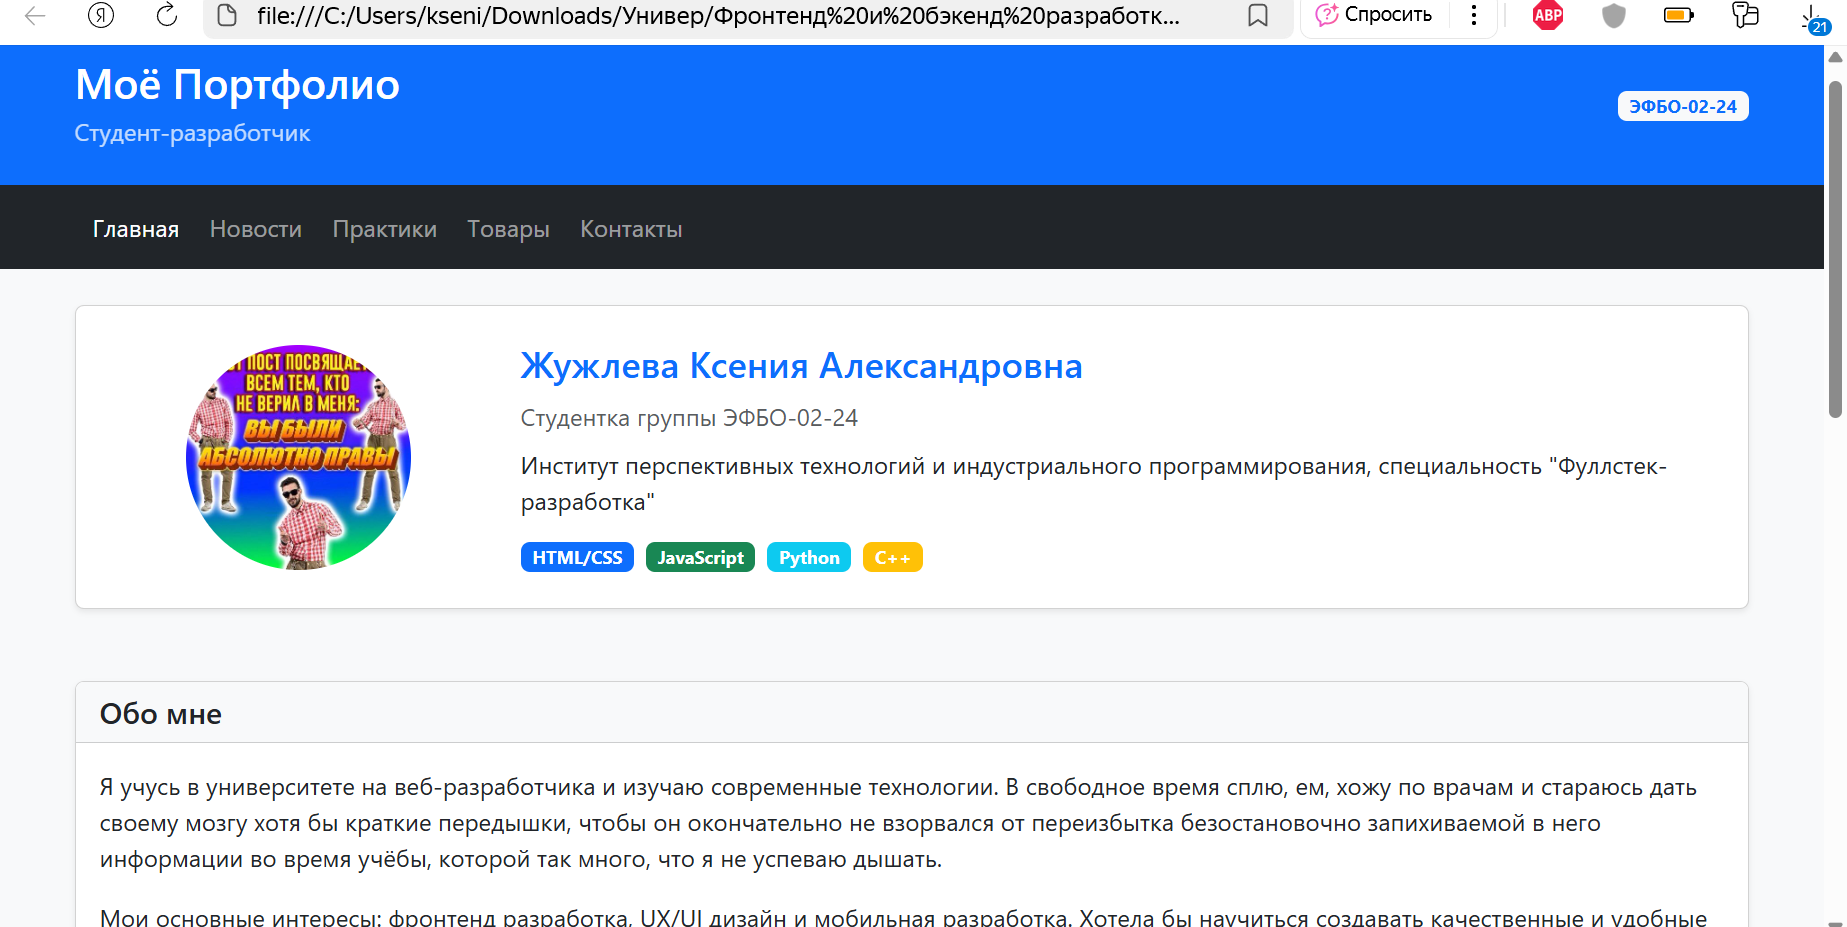 file:///C:/Users/kseni/Downloads/Универ/Фронтенд%20и%20бэкенд%20разработк...
Спросить
ABP
21
Моё Портфолио
Студент-разработчик
ЭФБО-02-24
Главная Новости Практики Товары Контакты
ПОСТ ПОСВЯЩАЕ
ВСЕМ ТЕМ, КТО
НЕ ВЕРИЛ В МЕНЯ:
ВЫ БЫЛИ
АБСОЛЮТНО ПРАВЫ
Жужлева Ксения Александровна
Студентка группы ЭФБО-02-24
Институт перспективных технологий и индустриального программирования, специальность "Фуллстек-
разработка"
HTML/CSS JavaScript Python C++
Обо мне
Я учусь в университете на веб-разработчика и изучаю современные технологии. В свободное время сплю, ем, хожу по врачам и стараюсь дать
своему мозгу хотя бы краткие передышки, чтобы он окончательно не взорвался от переизбытка безостановочно запихиваемой в него
информации во время учёбы, которой так много, что я не успеваю дышать.
Мои основные интересы: фронтенд разработка, UX/UI дизайн и мобильная разработка. Хотела бы научиться создавать качественные и удобные